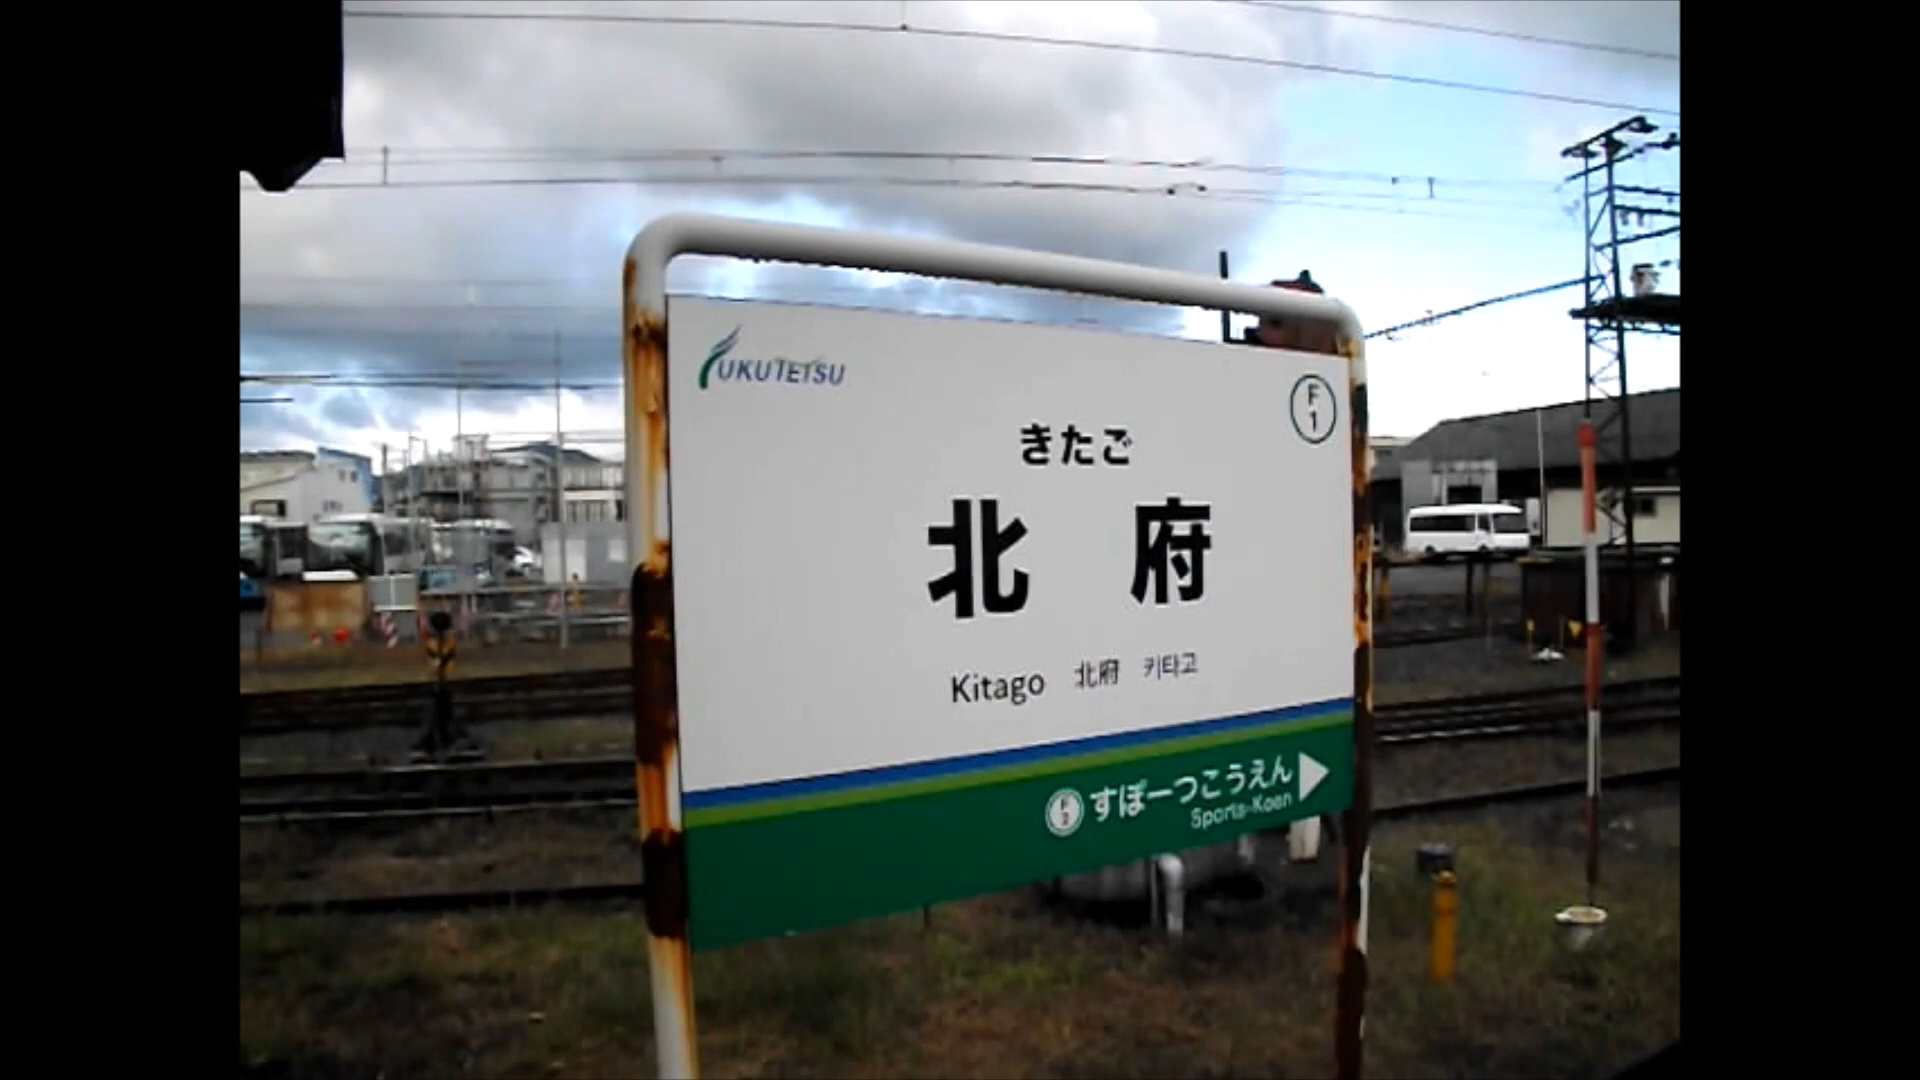 FUKUTETSU
F
1
きたご
北 府
Kitago 北府 키타고
F
2
すぽーつこうえん
Sports-Koen